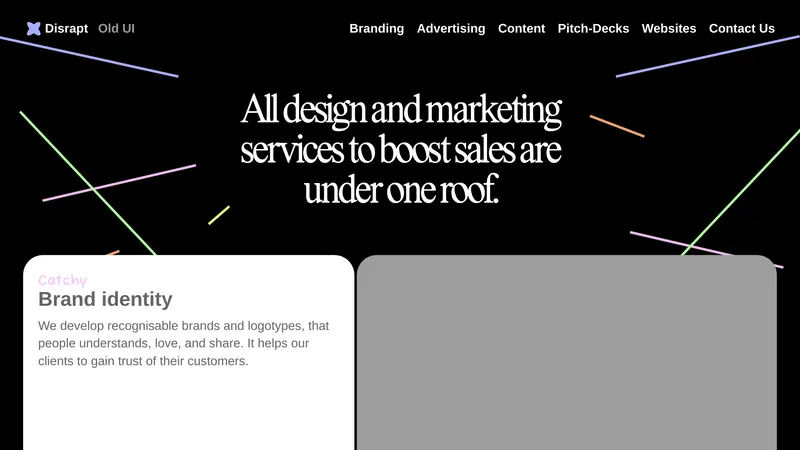 Disrapt Old UI Branding Advertising Content Pitch-Decks Websites Contact Us
All design and marketing
services to boost sales are
under one roof.
Catchy
Brand identity
We develop recognisable brands and logotypes, that
people understands, love, and share. It helps our
clients to gain trust of their customers.